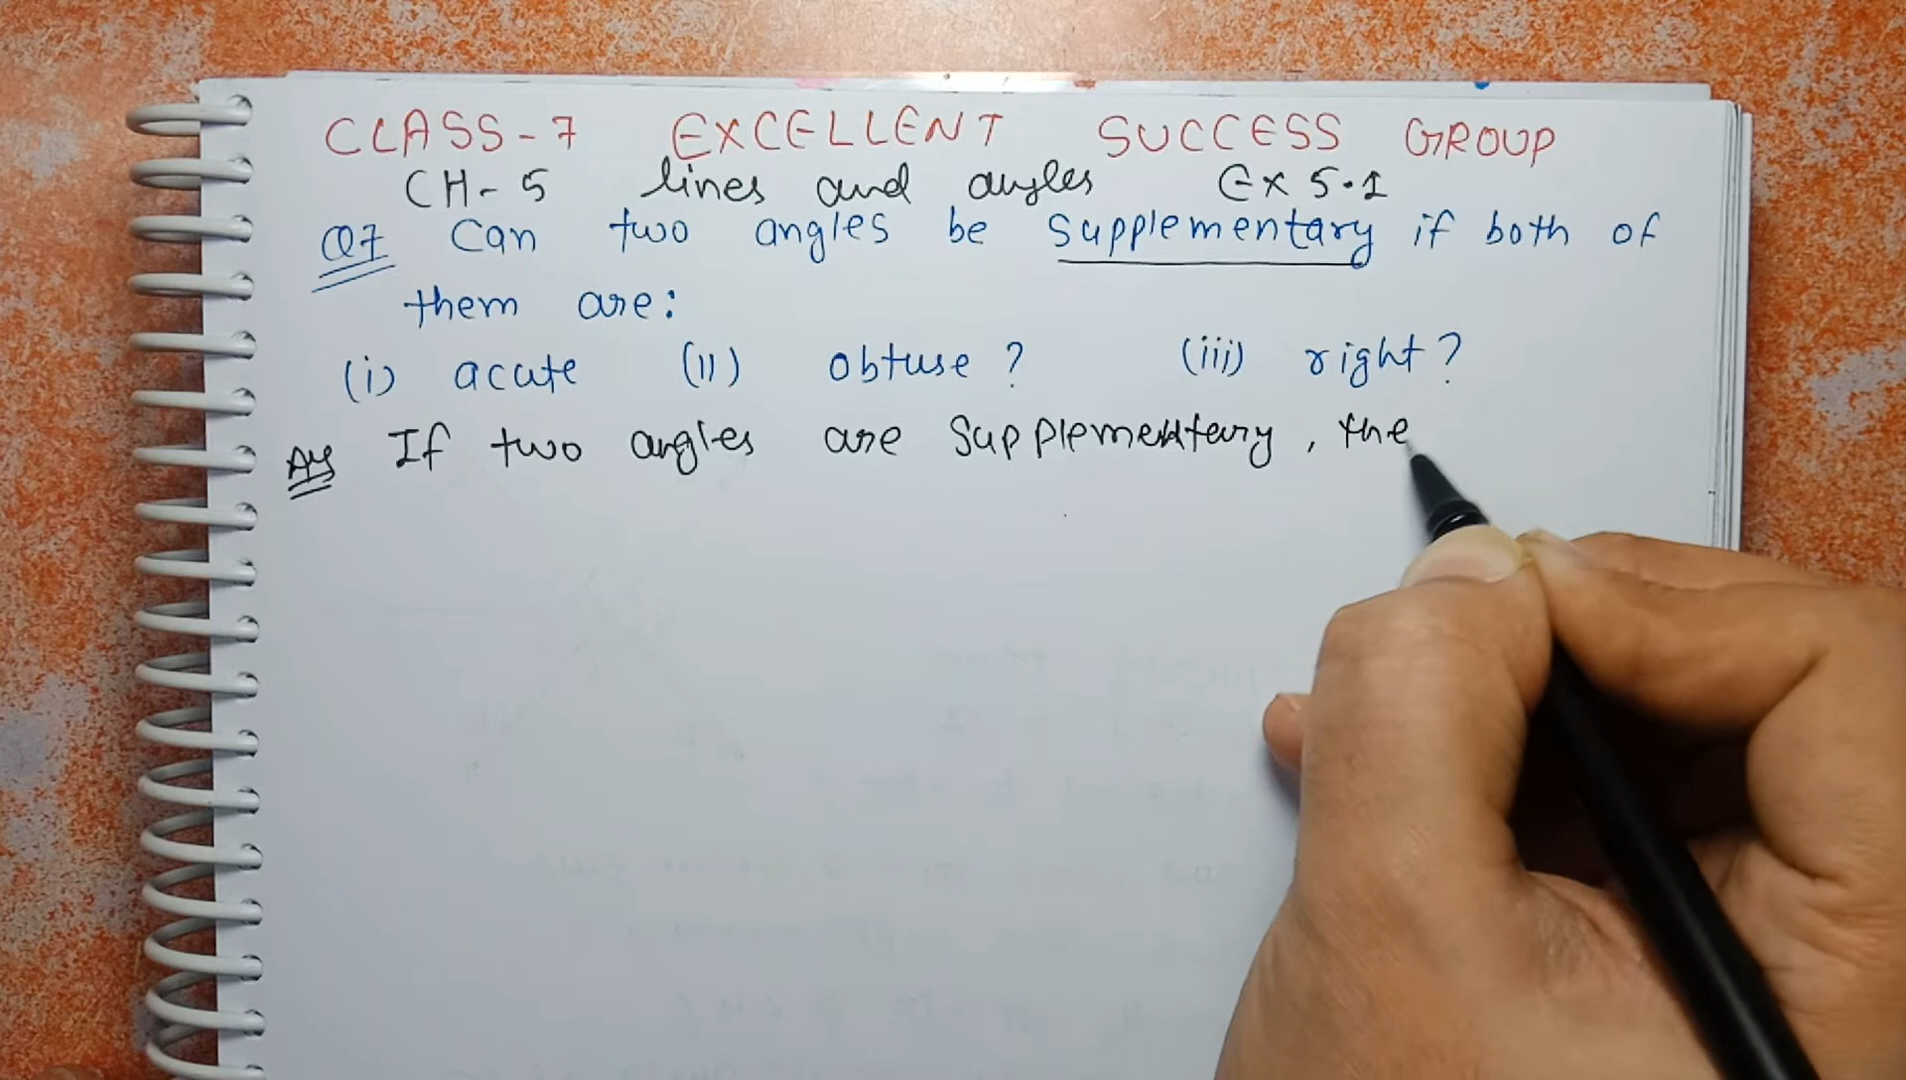 CLASS-7 EXCELLENT SUCCESS GROUP
CH-5 lines and angles Ex 5.1
Q7 Can two angles be supplementary if both of
them are:
(i) acute (II) obtuse? (iii) right?
Ans If two angles are Supplementary, the